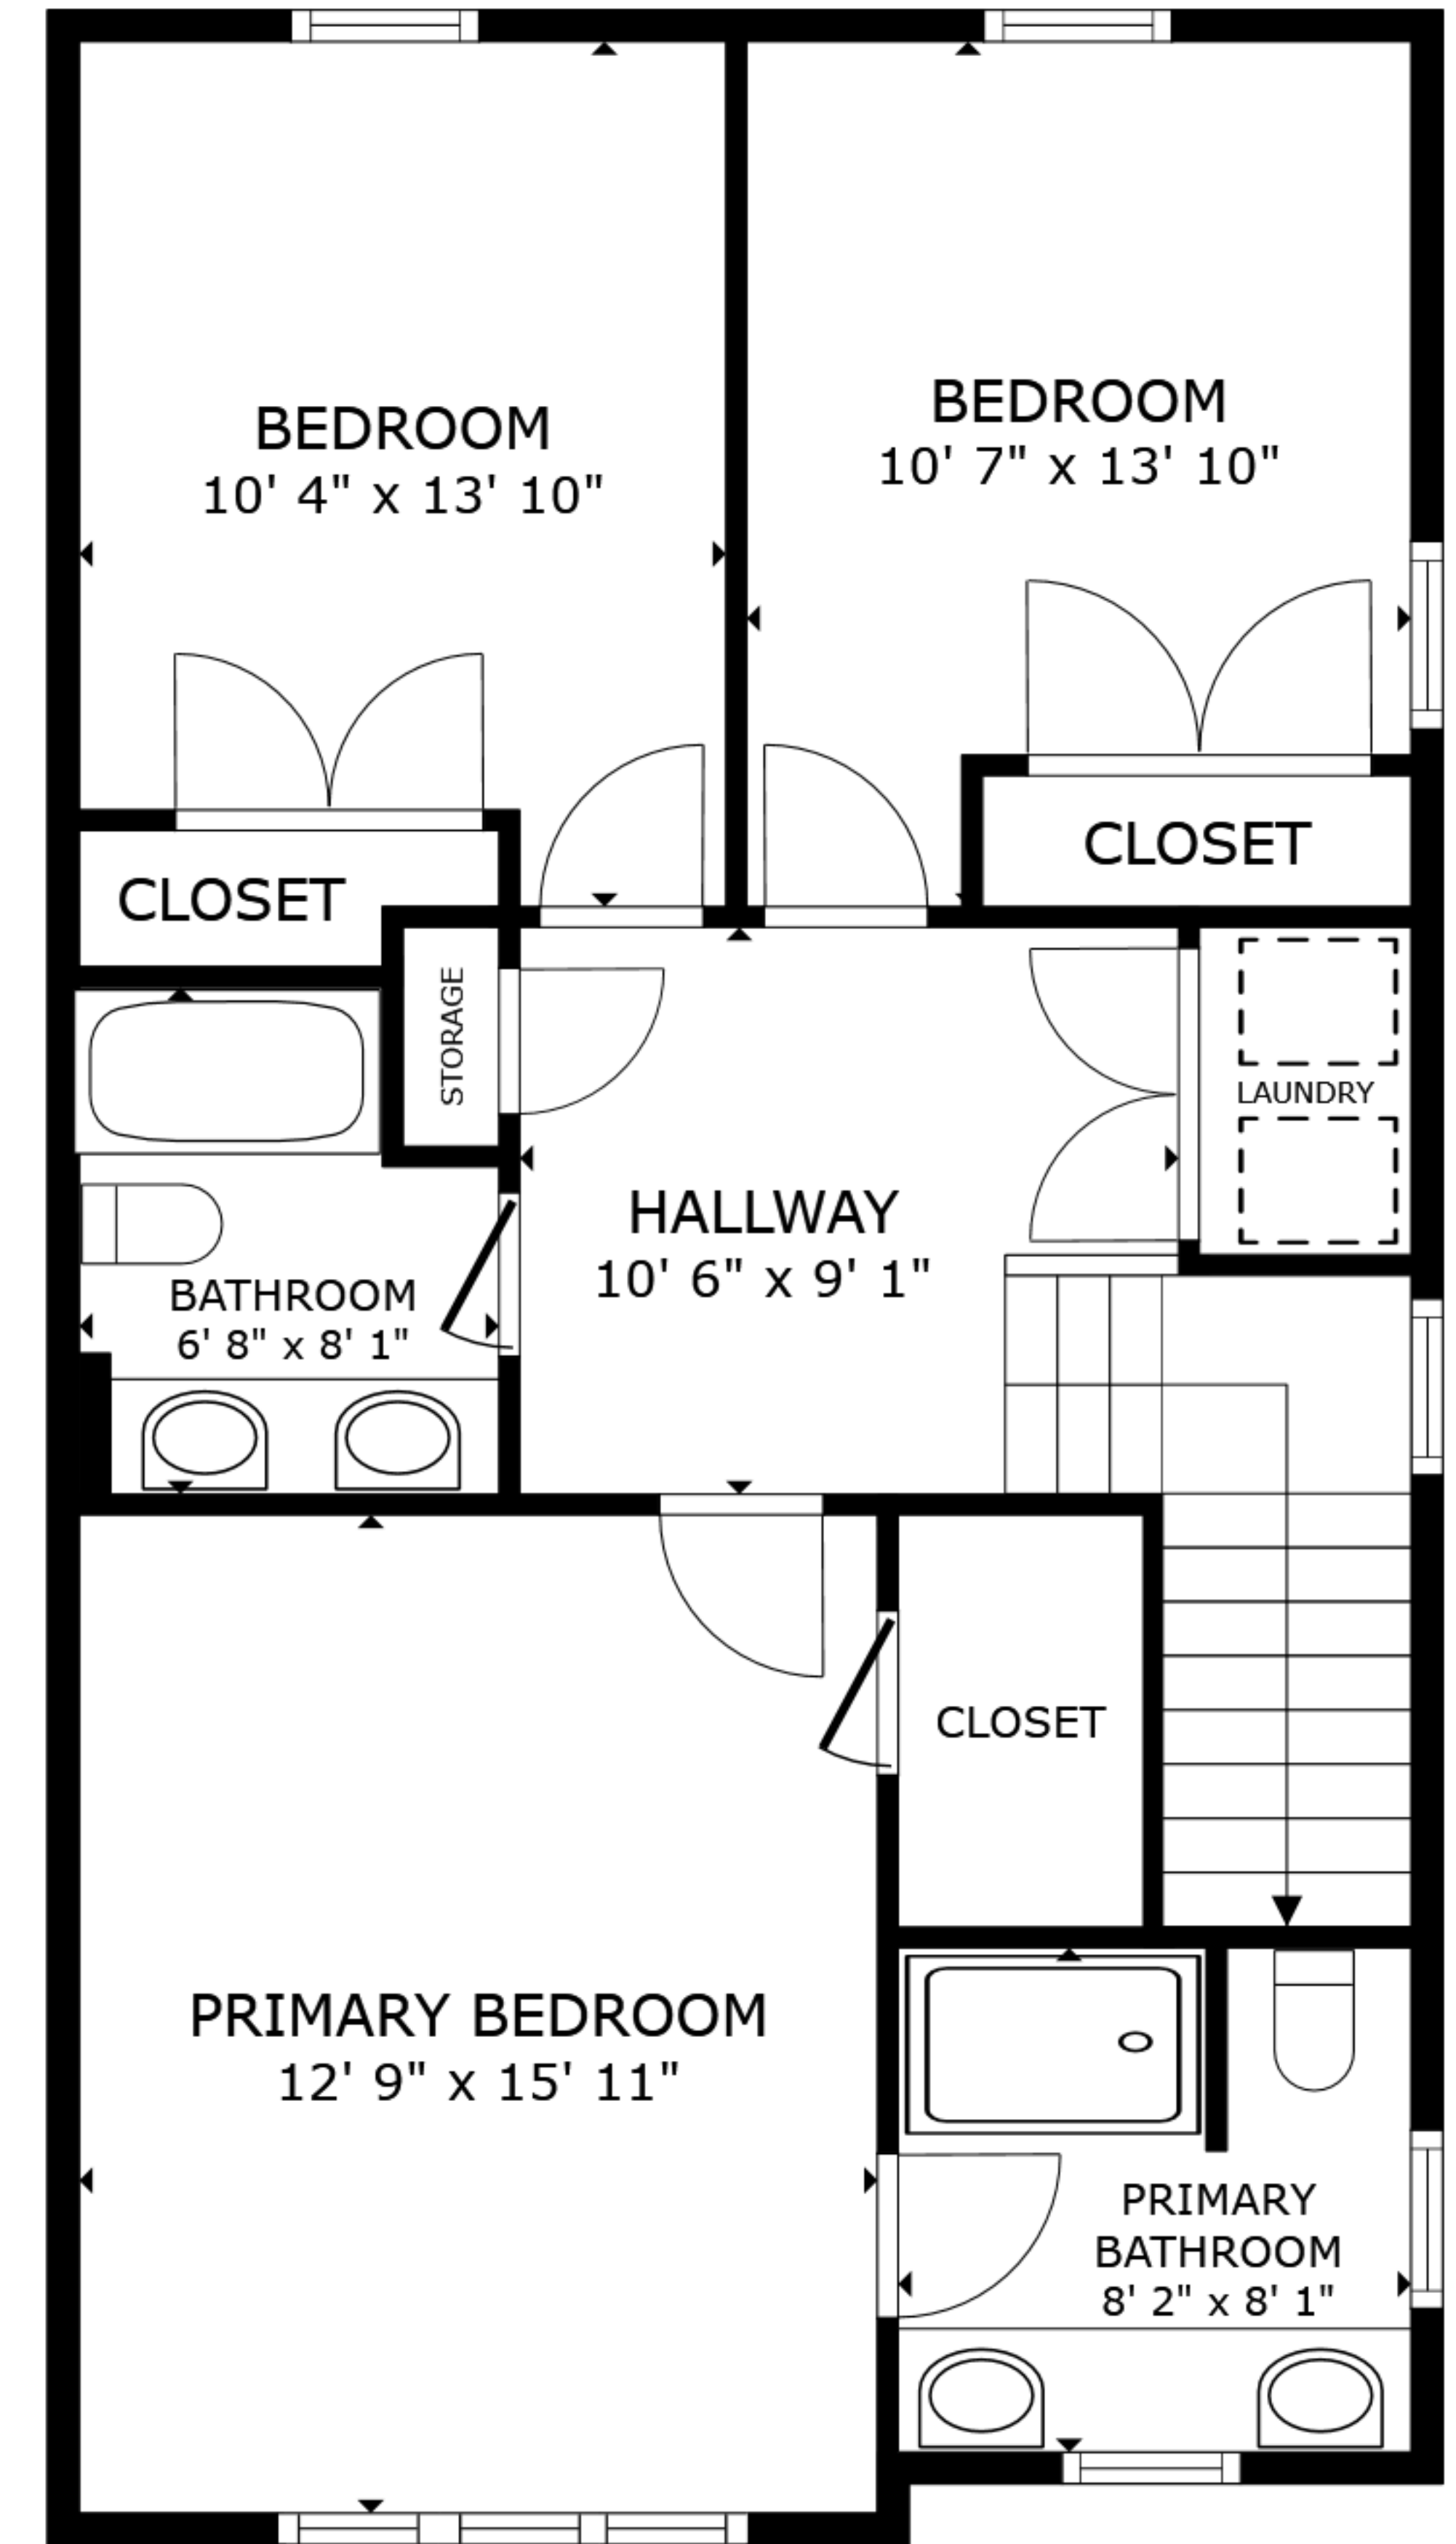 BEDROOM
10' 4" x 13' 10"
BEDROOM
10' 7" x 13' 10"
CLOSET
CLOSET
STORAGE
LAUNDRY
HALLWAY
10' 6" x 9' 1"
BATHROOM
6' 8" x 8' 1"
CLOSET
PRIMARY BEDROOM
12' 9" x 15' 11"
PRIMARY
BATHROOM
8' 2" x 8' 1"